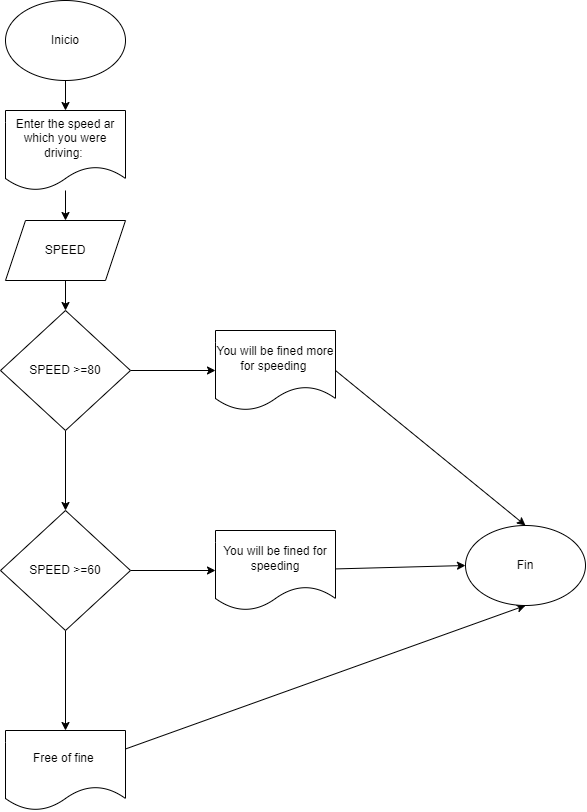 Inicio
Enter the speed ar
which you were
driving:
SPEED
SPEED >=80
You will be fined more
for speeding
SPEED >=60
You will be fined for
speeding
Fin
Free of fine